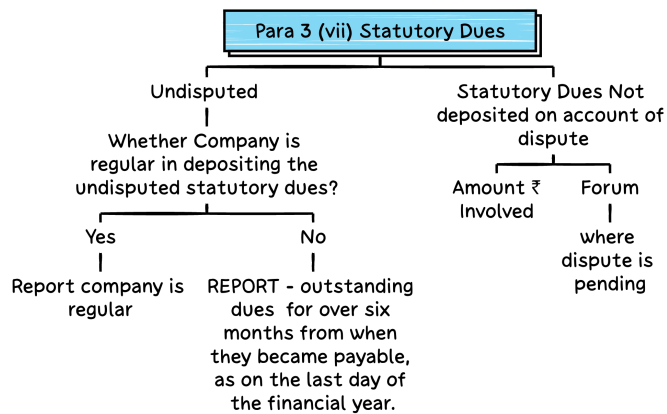 Para 3 (vii) Statutory Dues
Undisputed
Whether Company is
regular in depositing the
undisputed statutory dues?
Yes
Report company is
regular
No
REPORT - outstanding
dues for over six
months from when
they became payable,
as on the last day of
the financial year.
Statutory Dues Not
deposited on account of
dispute
Amount ₹
Involved
Forum
where
dispute is
pending